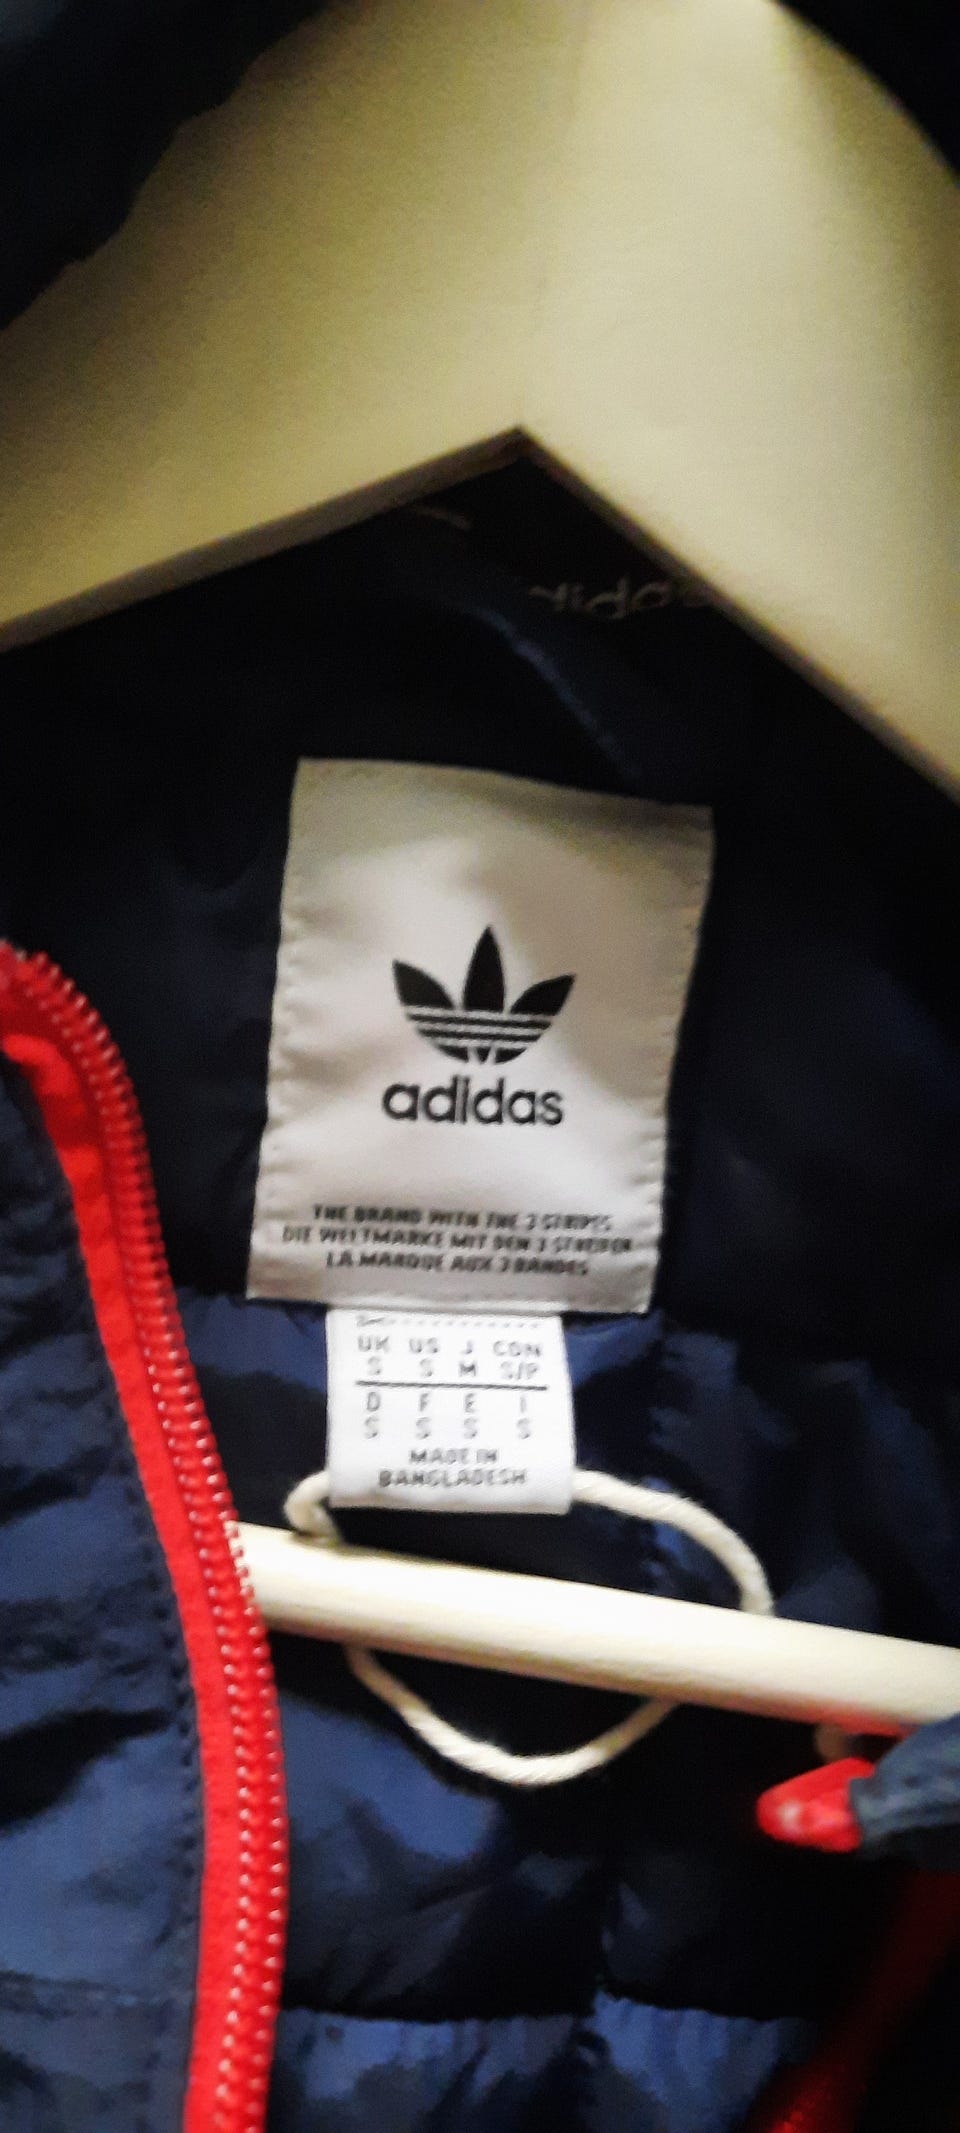 adidas
adidas
THE BRAND WITH THE 3 STRIPES
DIE WELTMARKE MIT DEN 3 STREIFEN
LA MARQUE AUX 3 BANDES
UK US J CDN
S S M S/P
D F E I
S S S S
MADE IN
BANGLADESH